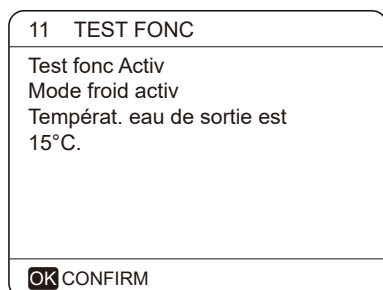 11 TEST FONC
Test fonc Activ
Mode froid activ
Températ. eau de sortie est
15°C.
OK CONFIRM